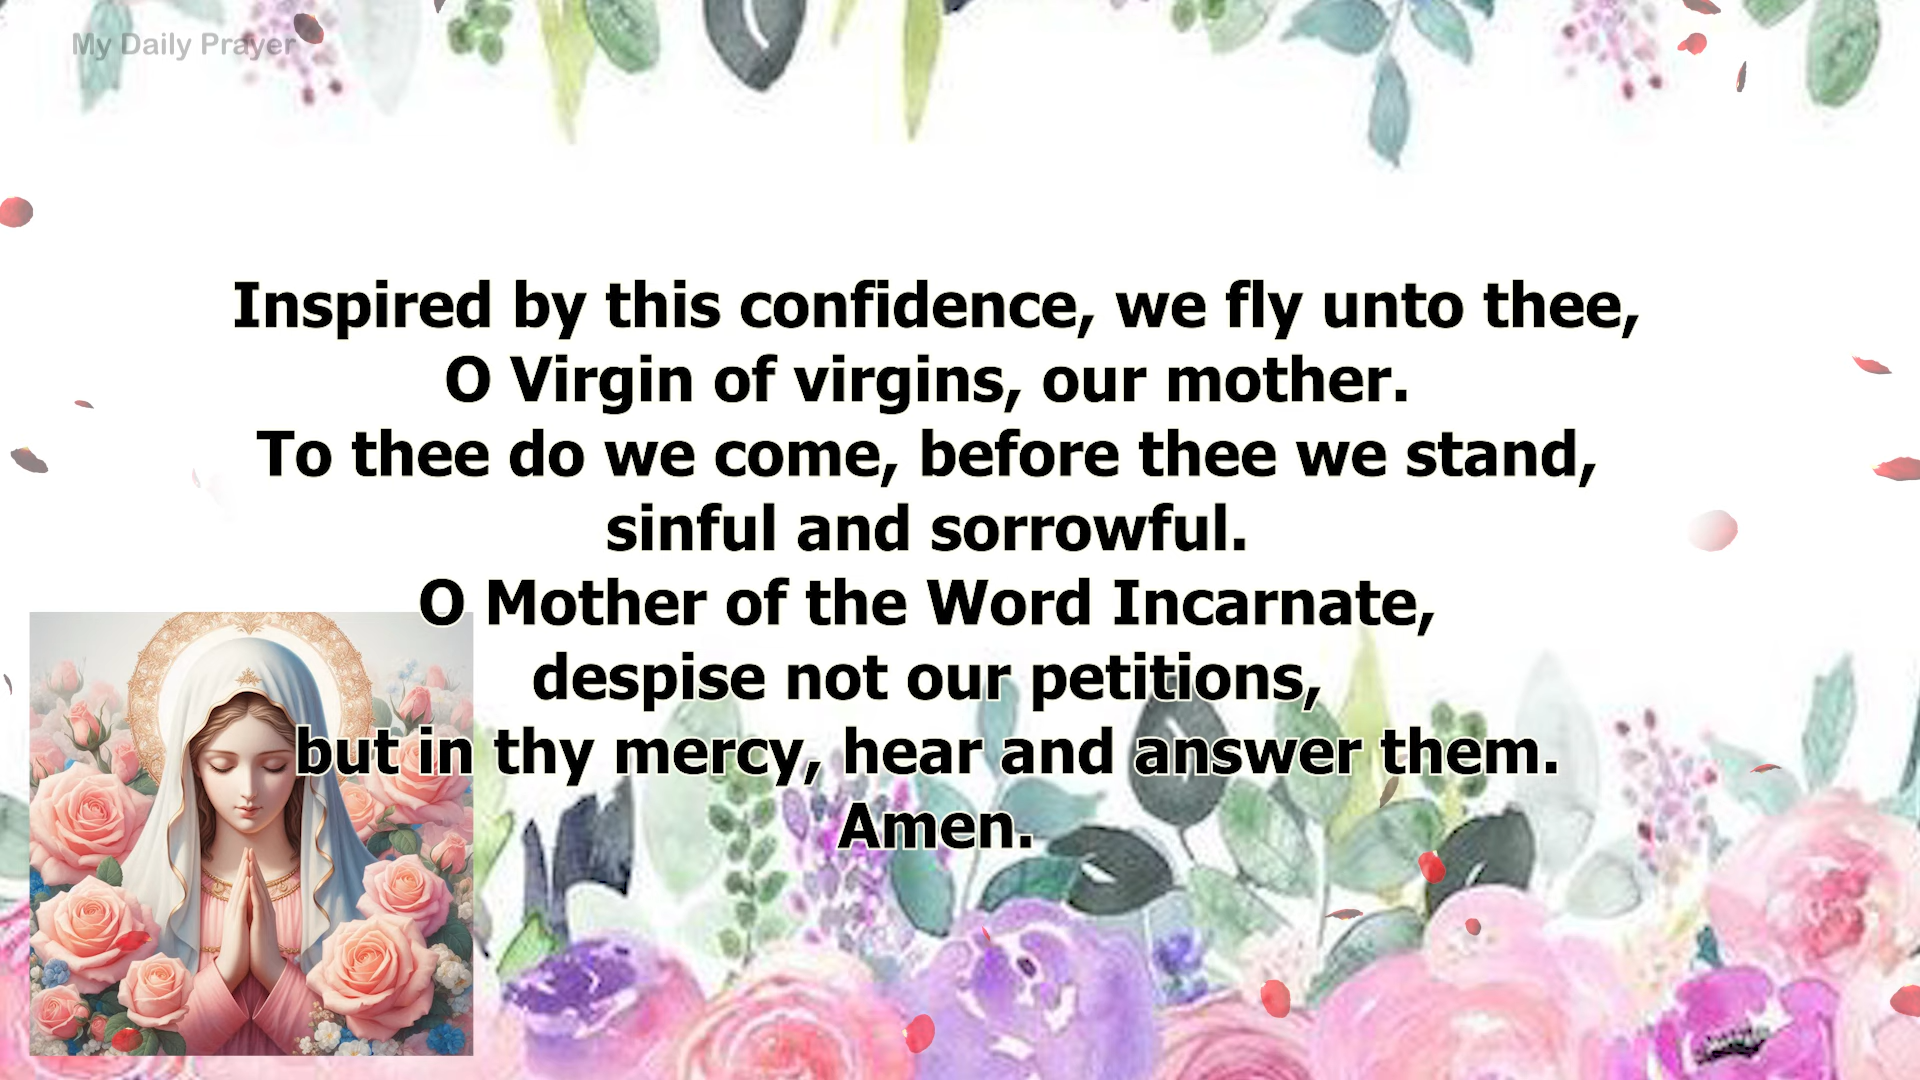 My Daily Prayer
Inspired by this confidence, we fly unto thee,
O Virgin of virgins, our mother.
To thee do we come, before thee we stand,
sinful and sorrowful.
O Mother of the Word Incarnate,
despise not our petitions,
but in thy mercy, hear and answer them.
Amen.